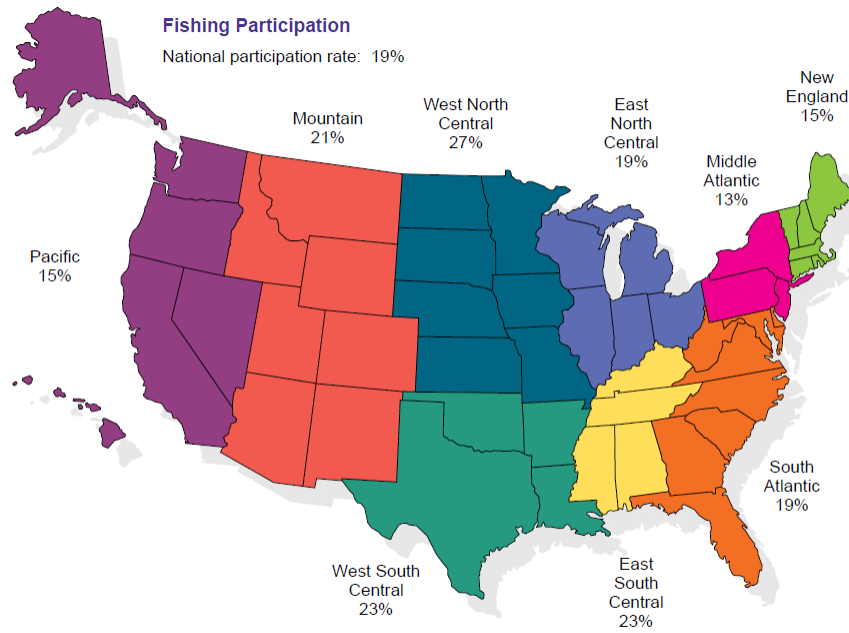 Fishing Participation
National participation rate: 19%
New
England
15%
West North
Central
27%
East
North
Central
19%
Mountain
21%
Middle
Atlantic
13%
Pacific
15%
South
Atlantic
19%
West South
Central
23%
East
South
Central
23%